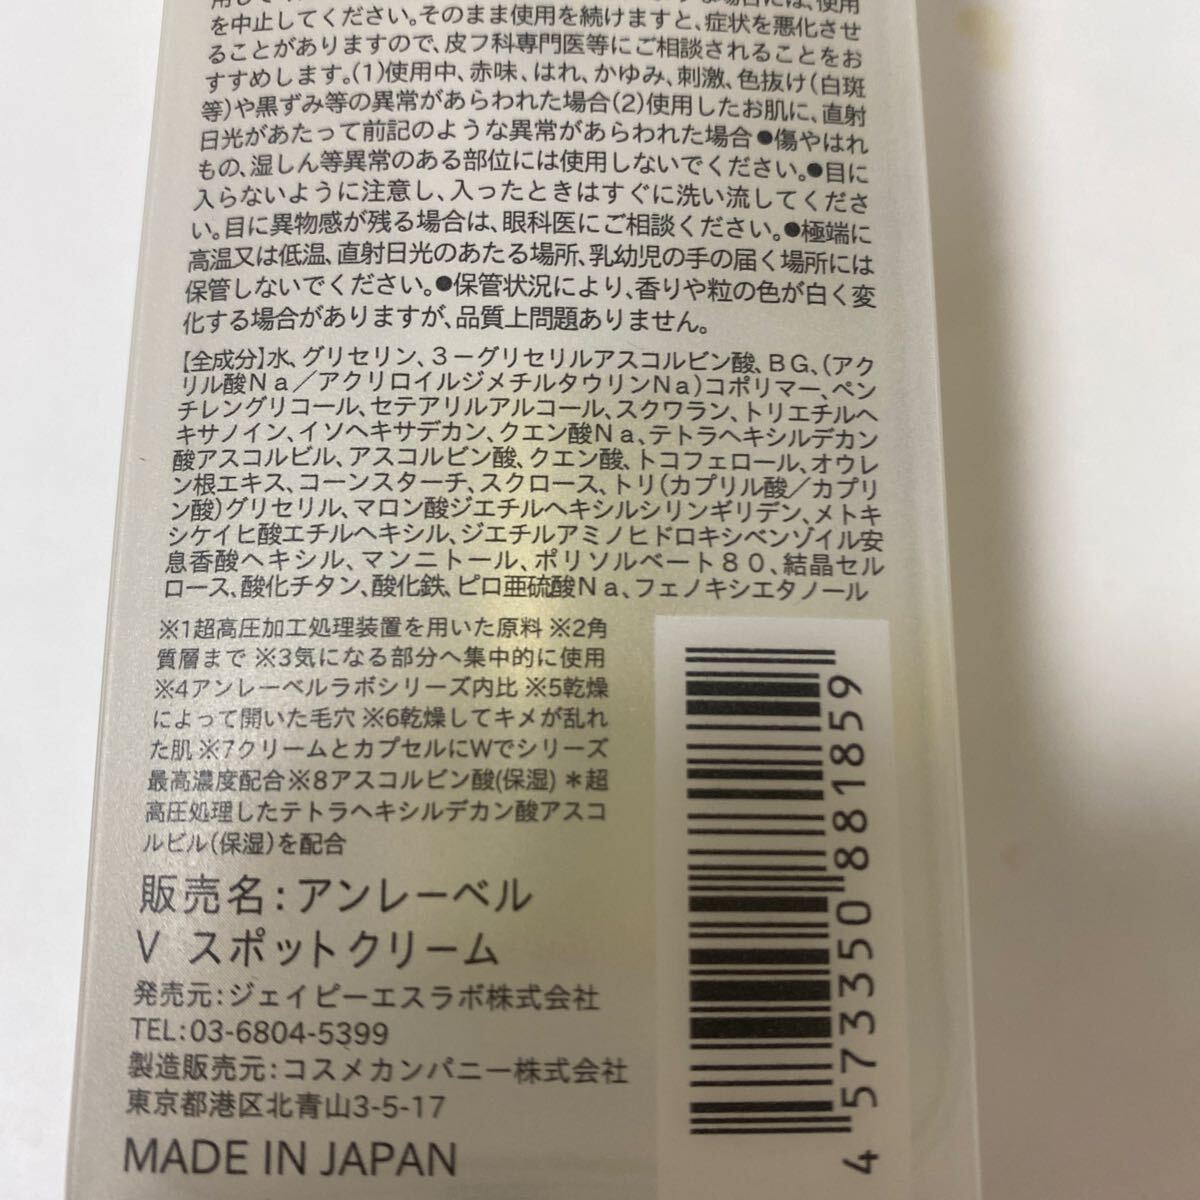 を中止してください。そのまま使用を続けますと、症状を悪化させ
ることがありますので、皮フ科専門医等にご相談されることをお
すすめします。(1)使用中、赤味、はれ、かゆみ、刺激、色抜け(白斑
等)や黒ずみ等の異常があらわれた場合(2)使用したお肌に、直射
日光があたって前記のような異常があらわれた場合●傷やはれ
もの、湿しん等異常のある部位には使用しないでください。●目に
入らないように注意し、入ったときはすぐに洗い流してくださ
い。目に異物感が残る場合は、眼科医にご相談ください。●極端に
高温又は低温、直射日光のあたる場所、乳幼児の手の届く場所には
保管しないでください。●保管状況により、香りや粒の色が白く変
化する場合がありますが、品質上問題ありません。
【全成分】水、グリセリン、3－グリセリルアスコルビン酸、BG、(アク
リル酸Na／アクリロイルジメチルタウリンNa)コポリマー、ペン
チレングリコール、セテアリルアルコール、スクワラン、トリエチルヘ
キサノイン、イソヘキサデカン、クエン酸Na、テトラヘキシルデカン
酸アスコルビル、アスコルビン酸、クエン酸、トコフェロール、オウレ
ン根エキス、コーンスターチ、スクロース、トリ(カプリル酸／カプリ
ン酸)グリセリル、マロン酸ジエチルヘキシルシリンギリデン、メトキ
シケイヒ酸エチルヘキシル、ジエチルアミノヒドロキシベンゾイル安
息香酸ヘキシル、マンニトール、ポリソルベート80、結晶セル
ロース、酸化チタン、酸化鉄、ピロ亜硫酸Na、フェノキシエタノール
※1超高圧加工処理装置を用いた原料 ※2角
質層まで ※3気になる部分へ集中的に使用
※4アンレーベルラボシリーズ内比 ※5乾燥
によって開いた毛穴 ※6乾燥してキメが乱れ
た肌 ※7クリームとカプセルにWでシリーズ
最高濃度配合※8アスコルビン酸(保湿) ＊超
高圧処理したテトラヘキシルデカン酸アスコ
ルビル(保湿)を配合
販売名：アンレーベル
V スポットクリーム
発売元：ジェイピーエスラボ株式会社
TEL：03-6804-5399
製造販売元：コスメカンパニー株式会社
東京都港区北青山3-5-17
MADE IN JAPAN
4 573350 881859